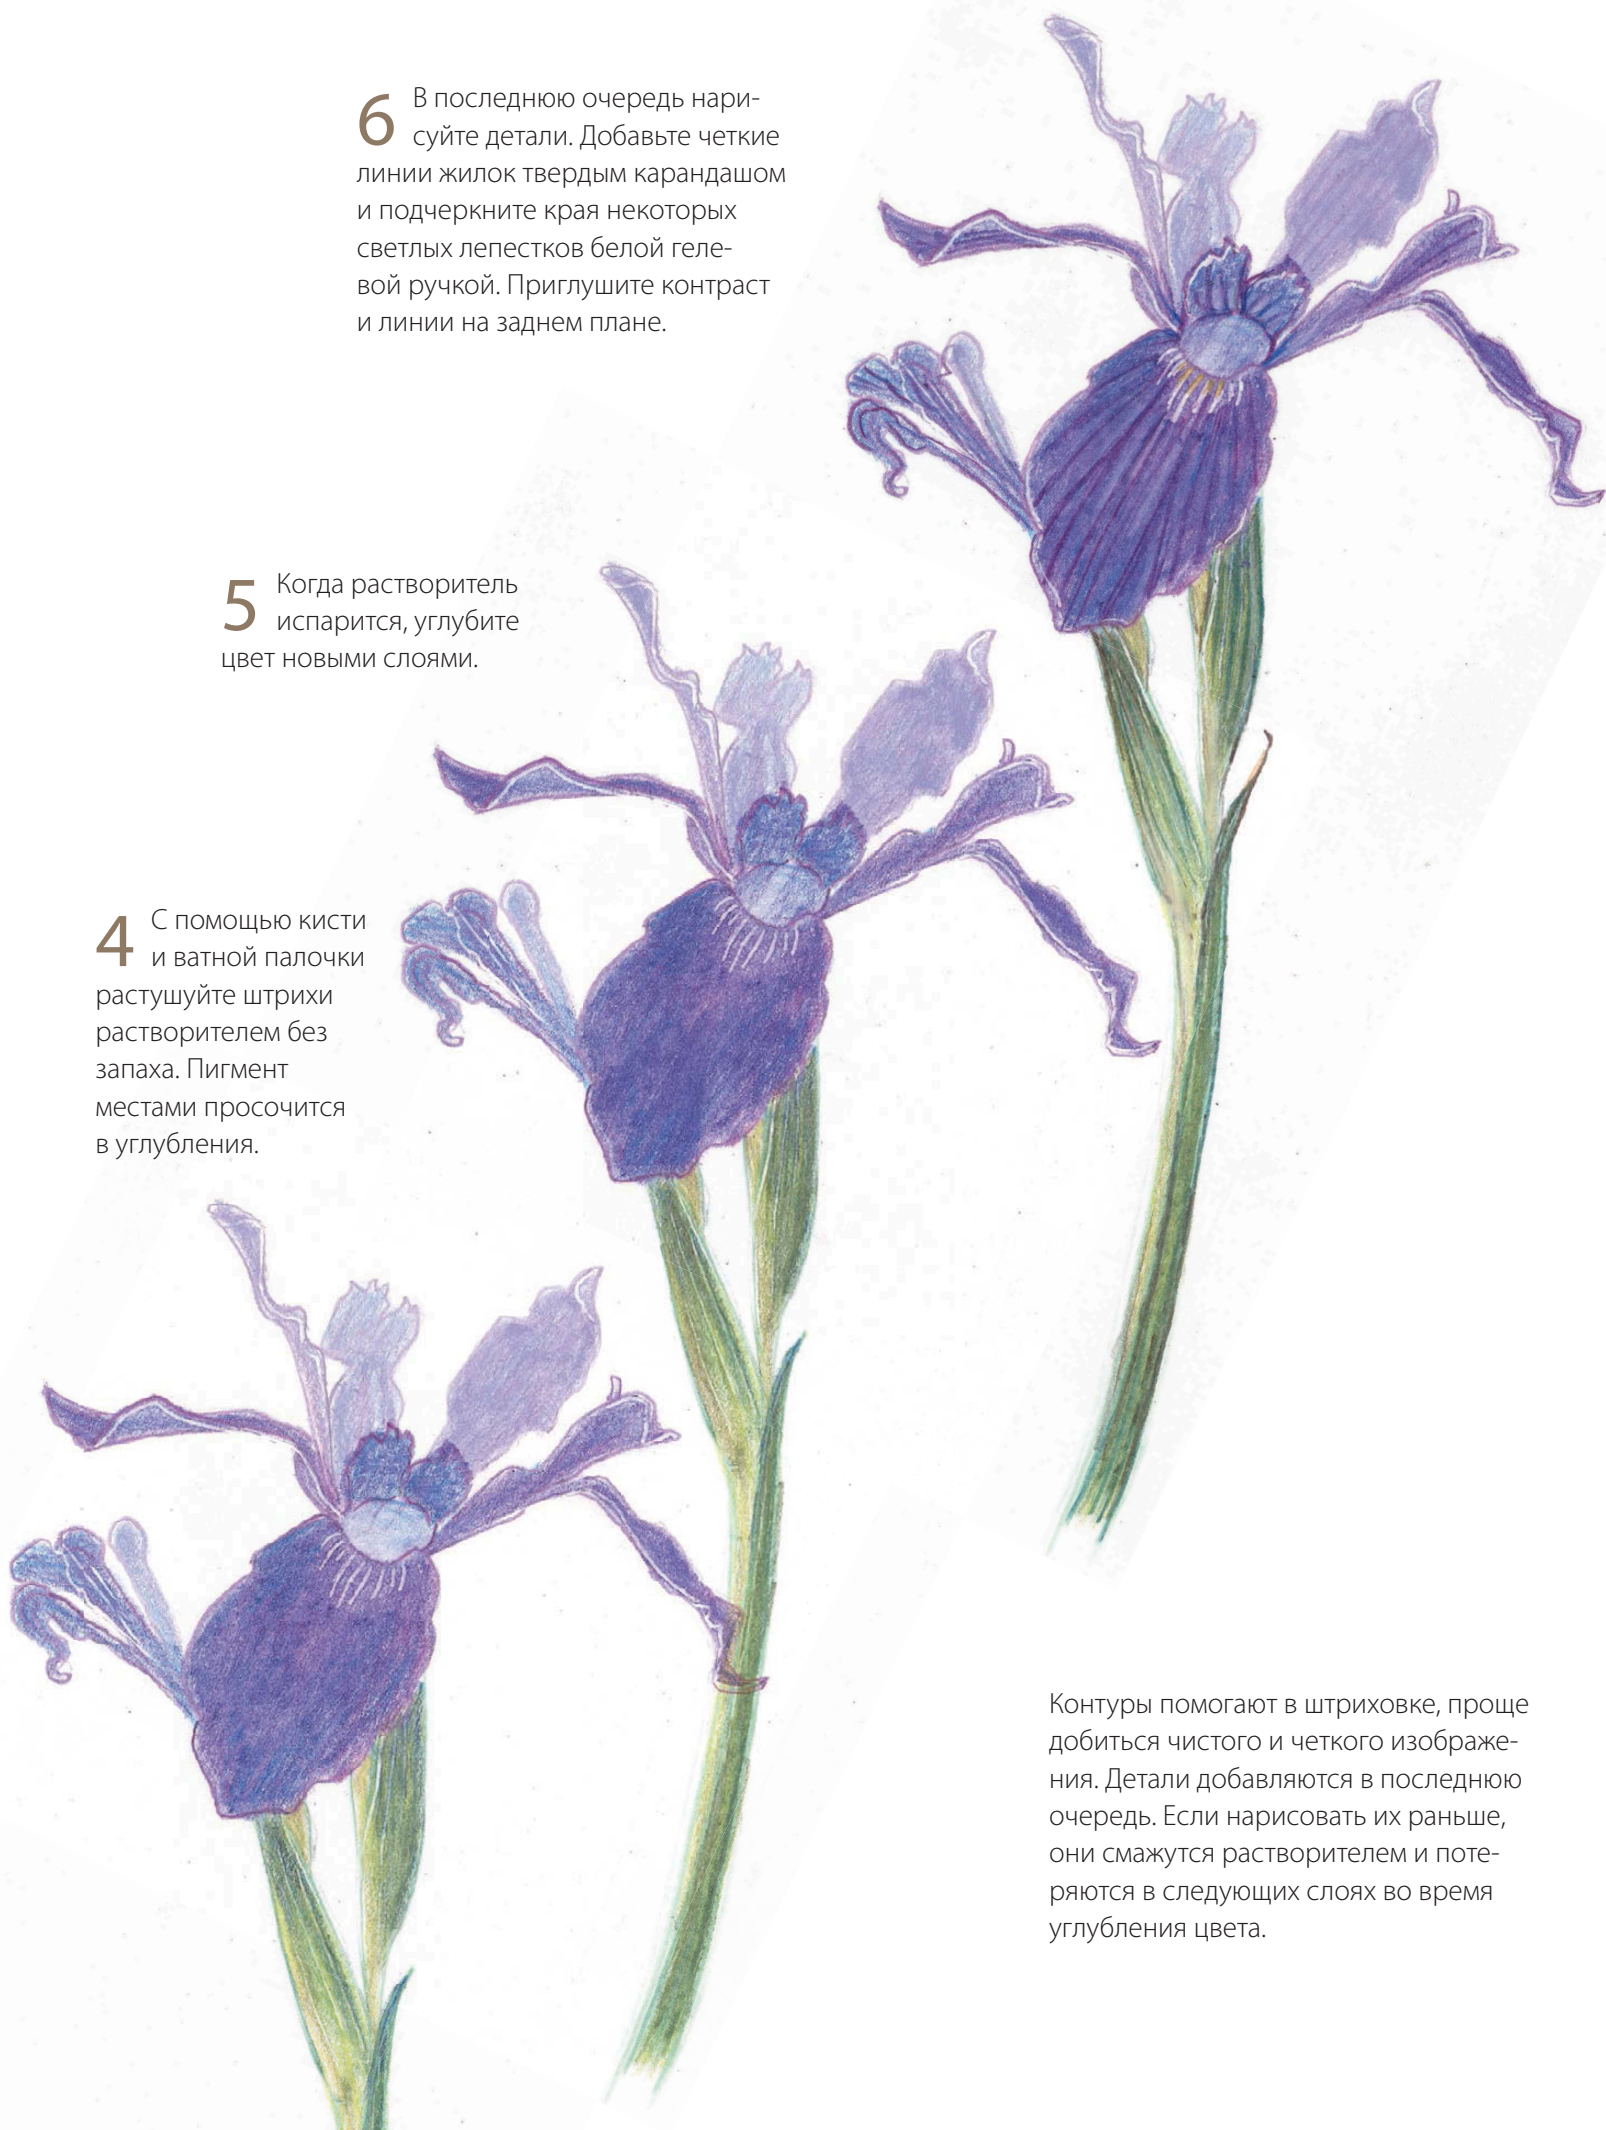 6 В последнюю очередь нари-
суйте детали. Добавьте четкие
линии жилок твердым карандашом
и подчеркните края некоторых
светлых лепестков белой геле-
вой ручкой. Приглушите контраст
и линии на заднем плане.
5 Когда растворитель
испарится, углубите
цвет новыми слоями.
4 С помощью кисти
и ватной палочки
растушуйте штрихи
растворителем без
запаха. Пигмент
местами просочится
в углубления.
Контуры помогают в штриховке, проще
добиться чистого и четкого изображе-
ния. Детали добавляются в последнюю
очередь. Если нарисовать их раньше,
они смажутся растворителем и поте-
ряются в следующих слоях во время
углубления цвета.